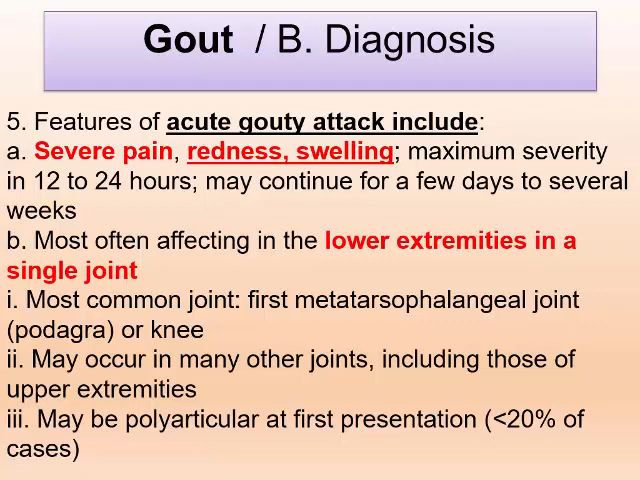 Gout / B. Diagnosis
5. Features of acute gouty attack include:
a. Severe pain, redness, swelling; maximum severity
in 12 to 24 hours; may continue for a few days to several
weeks
b. Most often affecting in the lower extremities in a
single joint
i. Most common joint: first metatarsophalangeal joint
(podagra) or knee
ii. May occur in many other joints, including those of
upper extremities
iii. May be polyarticular at first presentation (<20% of
cases)